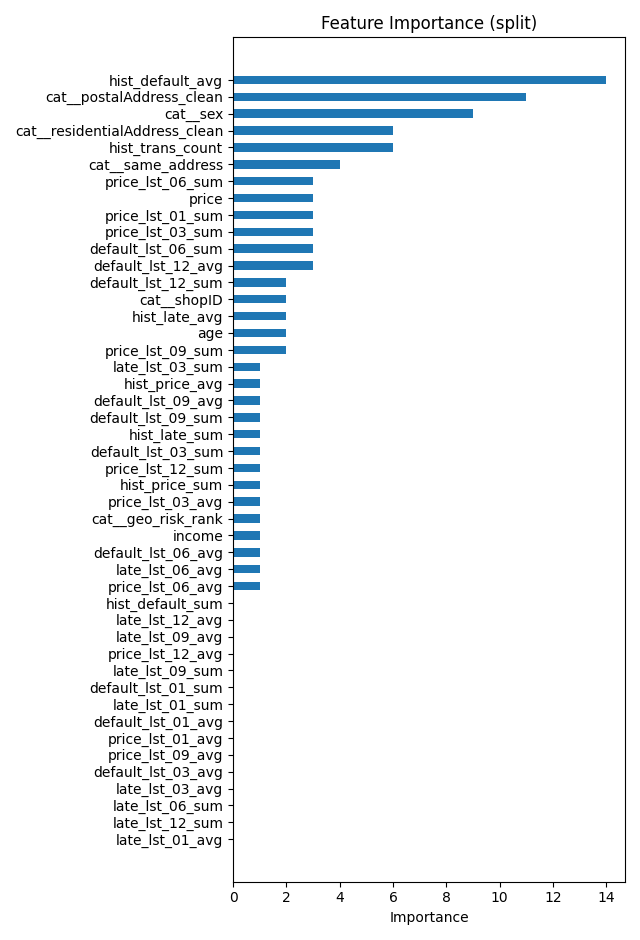 Feature Importance (split)
hist_default_avg
cat__postalAddress_clean
cat__sex
cat__residentialAddress_clean
hist_trans_count
cat__same_address
price_lst_06_sum
price
price_lst_01_sum
price_lst_03_sum
default_lst_06_sum
default_lst_12_avg
default_lst_12_sum
cat__shopID
hist_late_avg
age
price_lst_09_sum
late_lst_03_sum
hist_price_avg
default_lst_09_avg
default_lst_09_sum
hist_late_sum
default_lst_03_sum
price_lst_12_sum
hist_price_sum
price_lst_03_avg
cat__geo_risk_rank
income
default_lst_06_avg
late_lst_06_avg
price_lst_06_avg
hist_default_sum
late_lst_12_avg
late_lst_09_avg
price_lst_12_avg
late_lst_09_sum
default_lst_01_sum
late_lst_01_sum
default_lst_01_avg
price_lst_01_avg
price_lst_09_avg
default_lst_03_avg
late_lst_03_avg
late_lst_06_sum
late_lst_12_sum
late_lst_01_avg
0 2 4 6 8 10 12 14
Importance